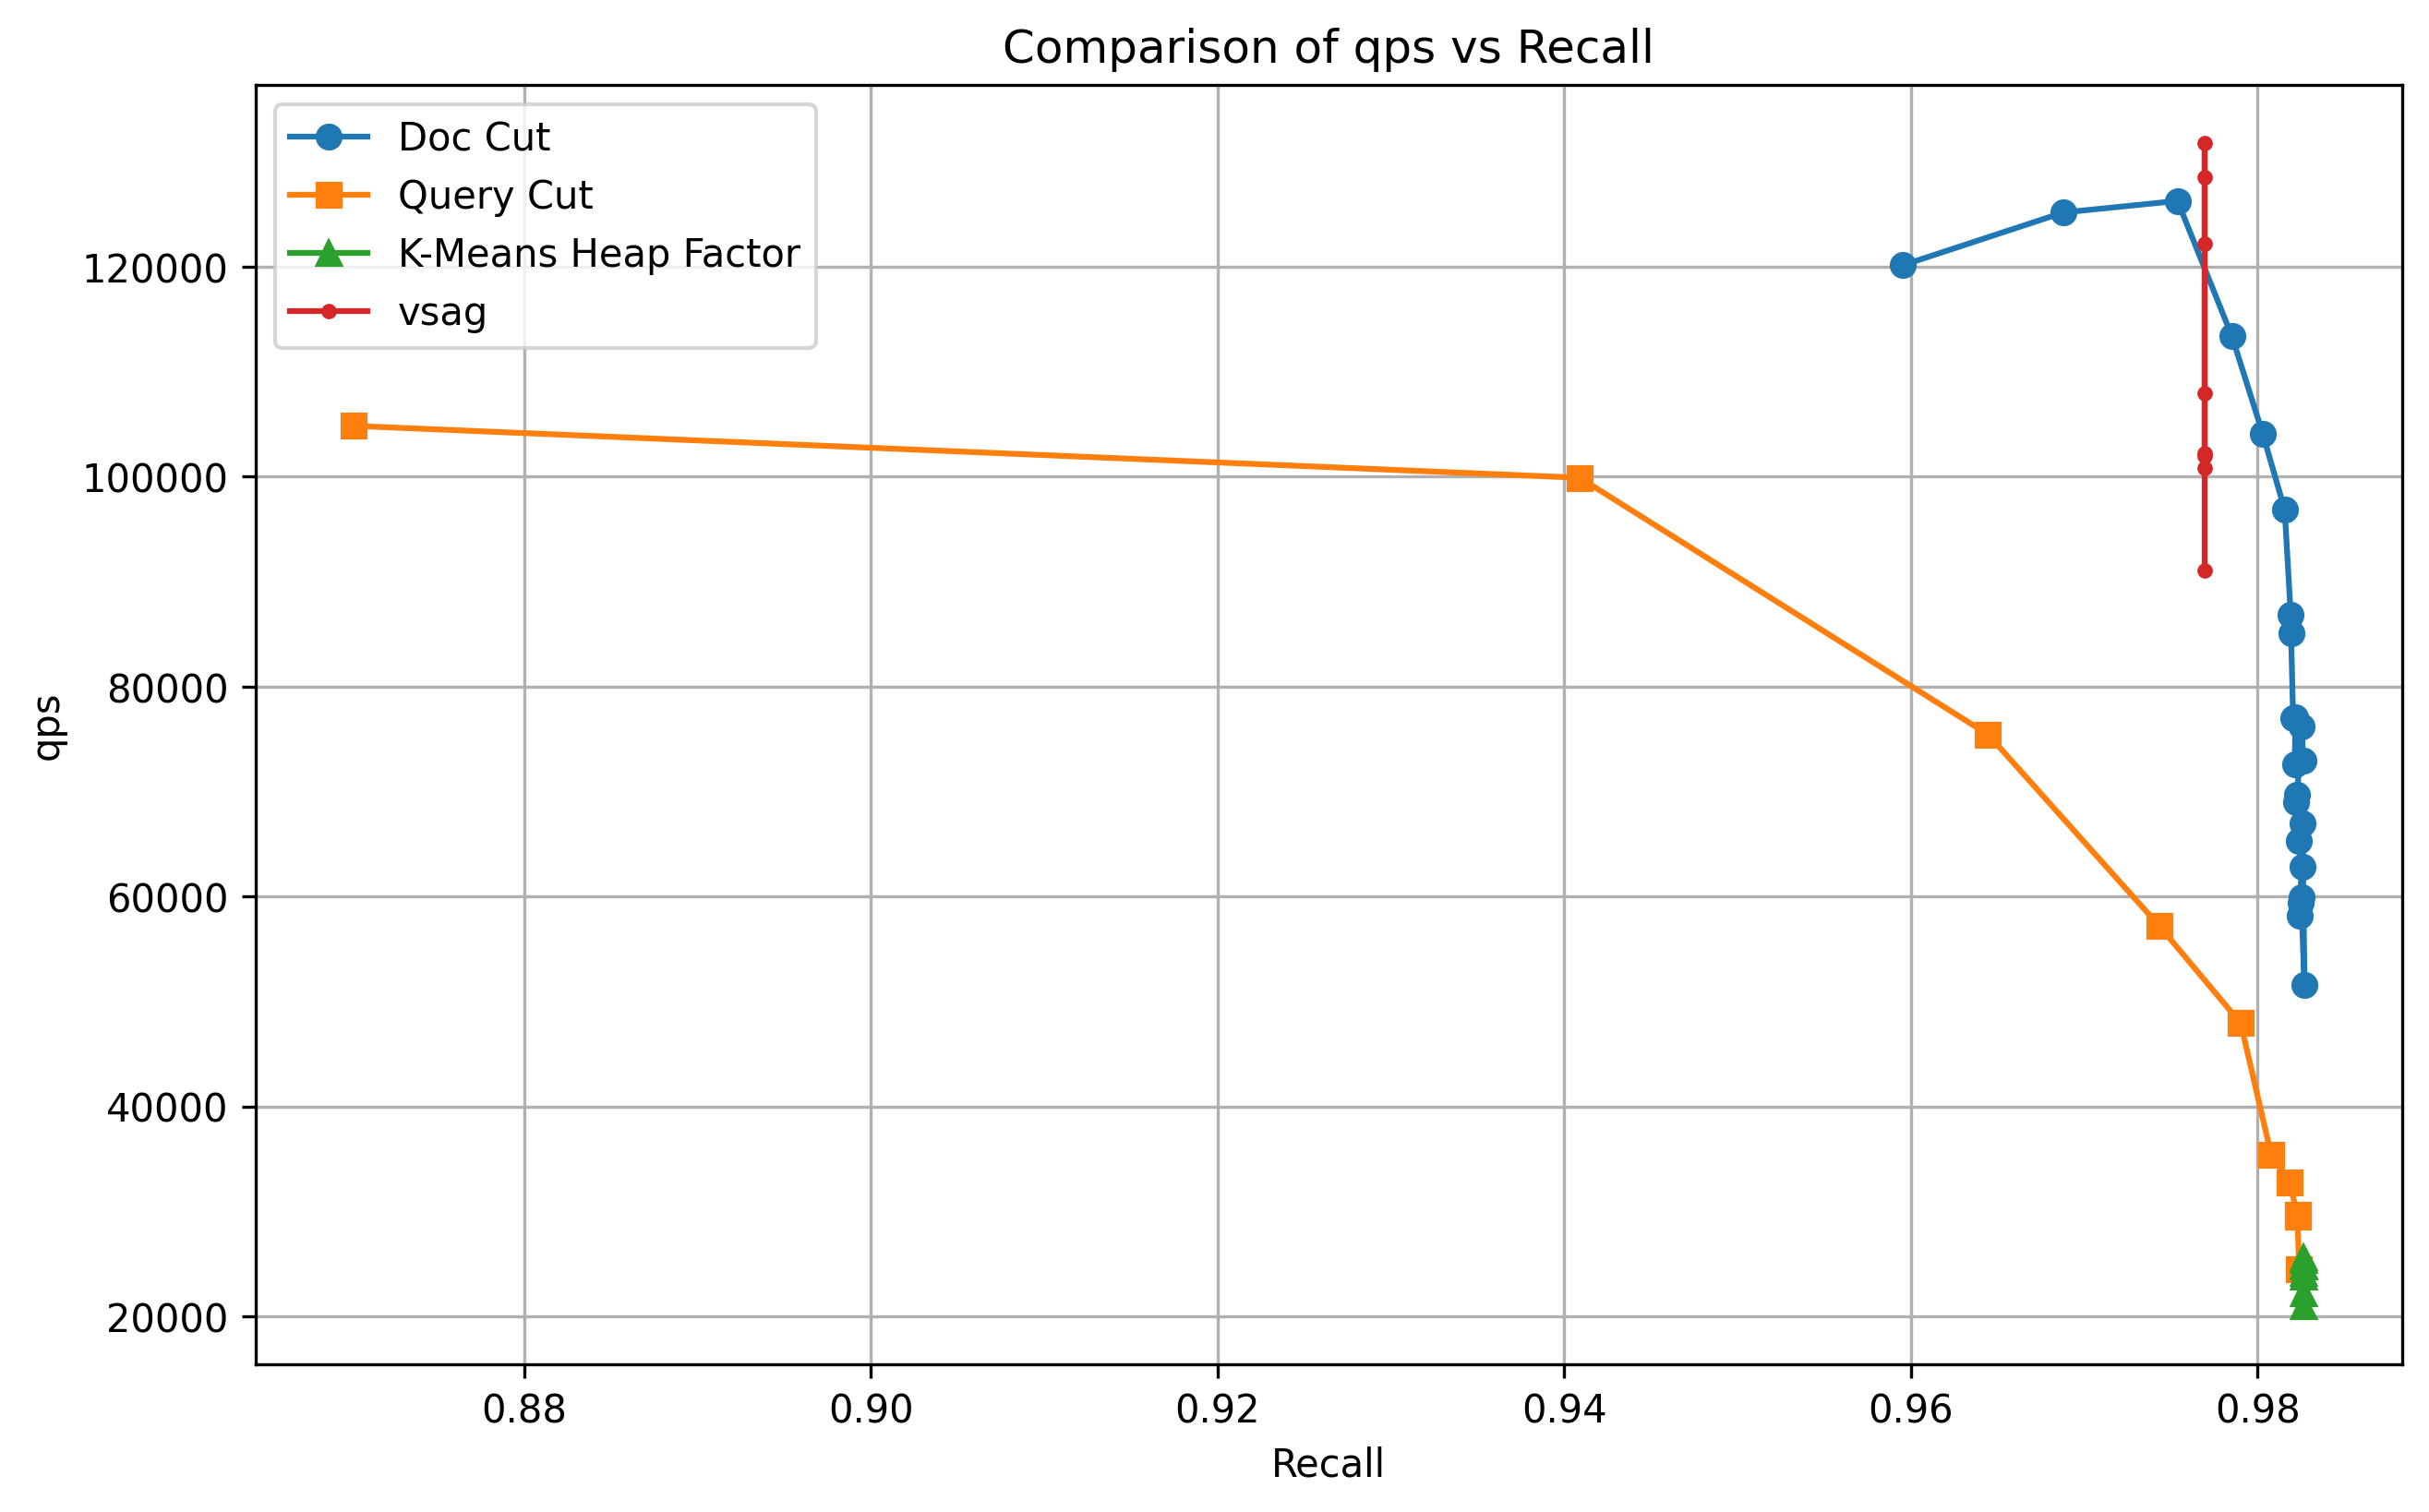 Comparison of qps vs Recall
Doc Cut
Query Cut
K-Means Heap Factor
vsag
120000
100000
80000
60000
40000
20000
qps
0.88 0.90 0.92 0.94 0.96 0.98
Recall